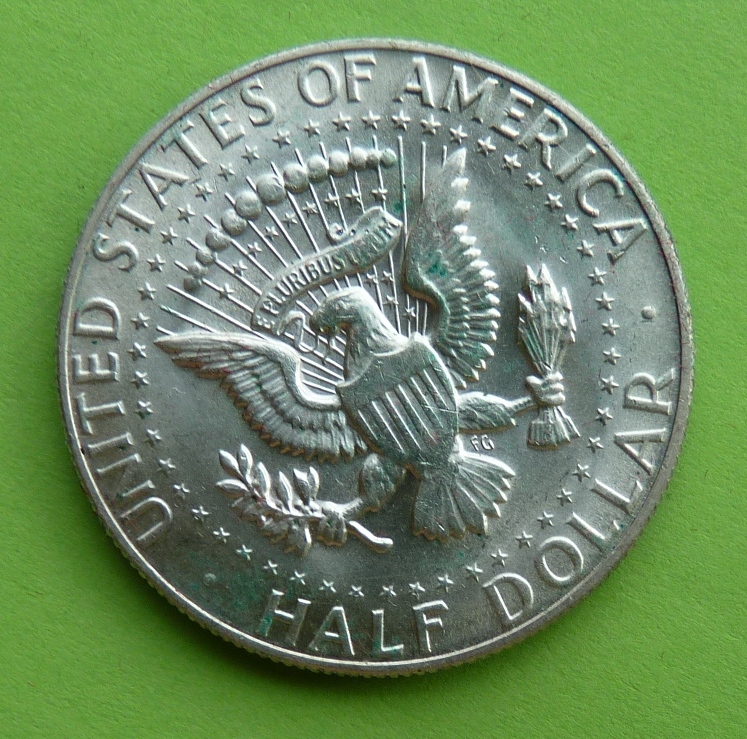 UNITED STATES OF AMERICA
E PLURIBUS UNUM
FG
HALF DOLLAR